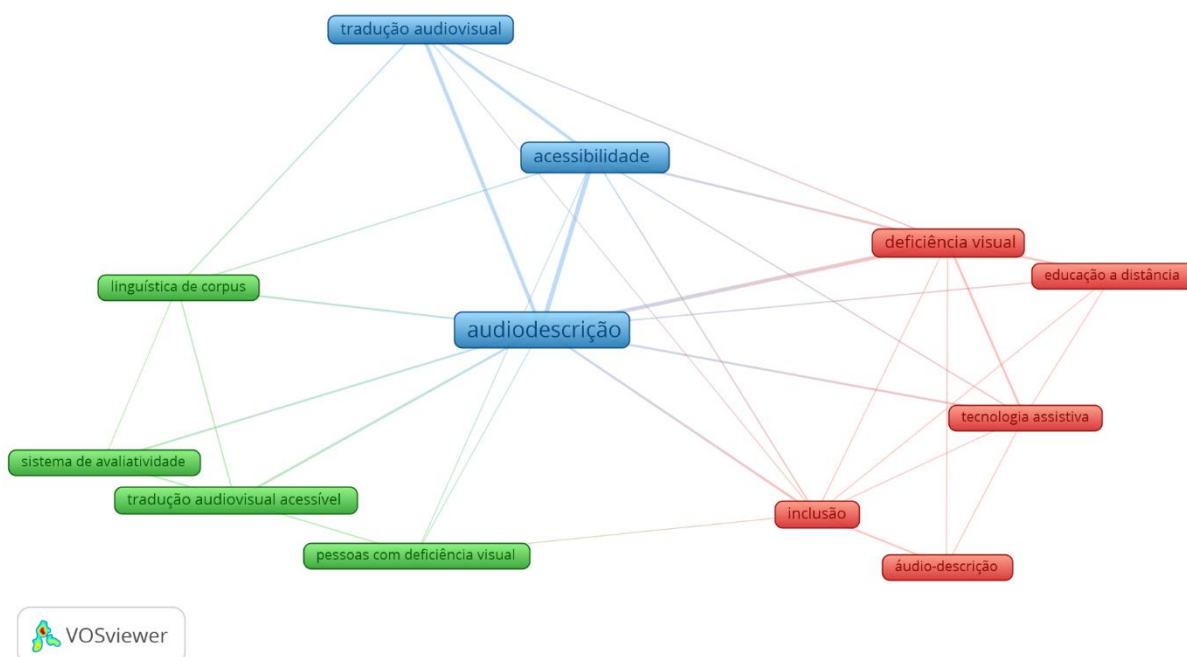 tradução audiovisual
acessibilidade
deficiência visual
educação a distância
linguística de corpus
audiodescrição
tecnologia assistiva
sistema de avaliatividade
tradução audiovisual acessível
inclusão
pessoas com deficiência visual
áudio-descrição
VOSviewer